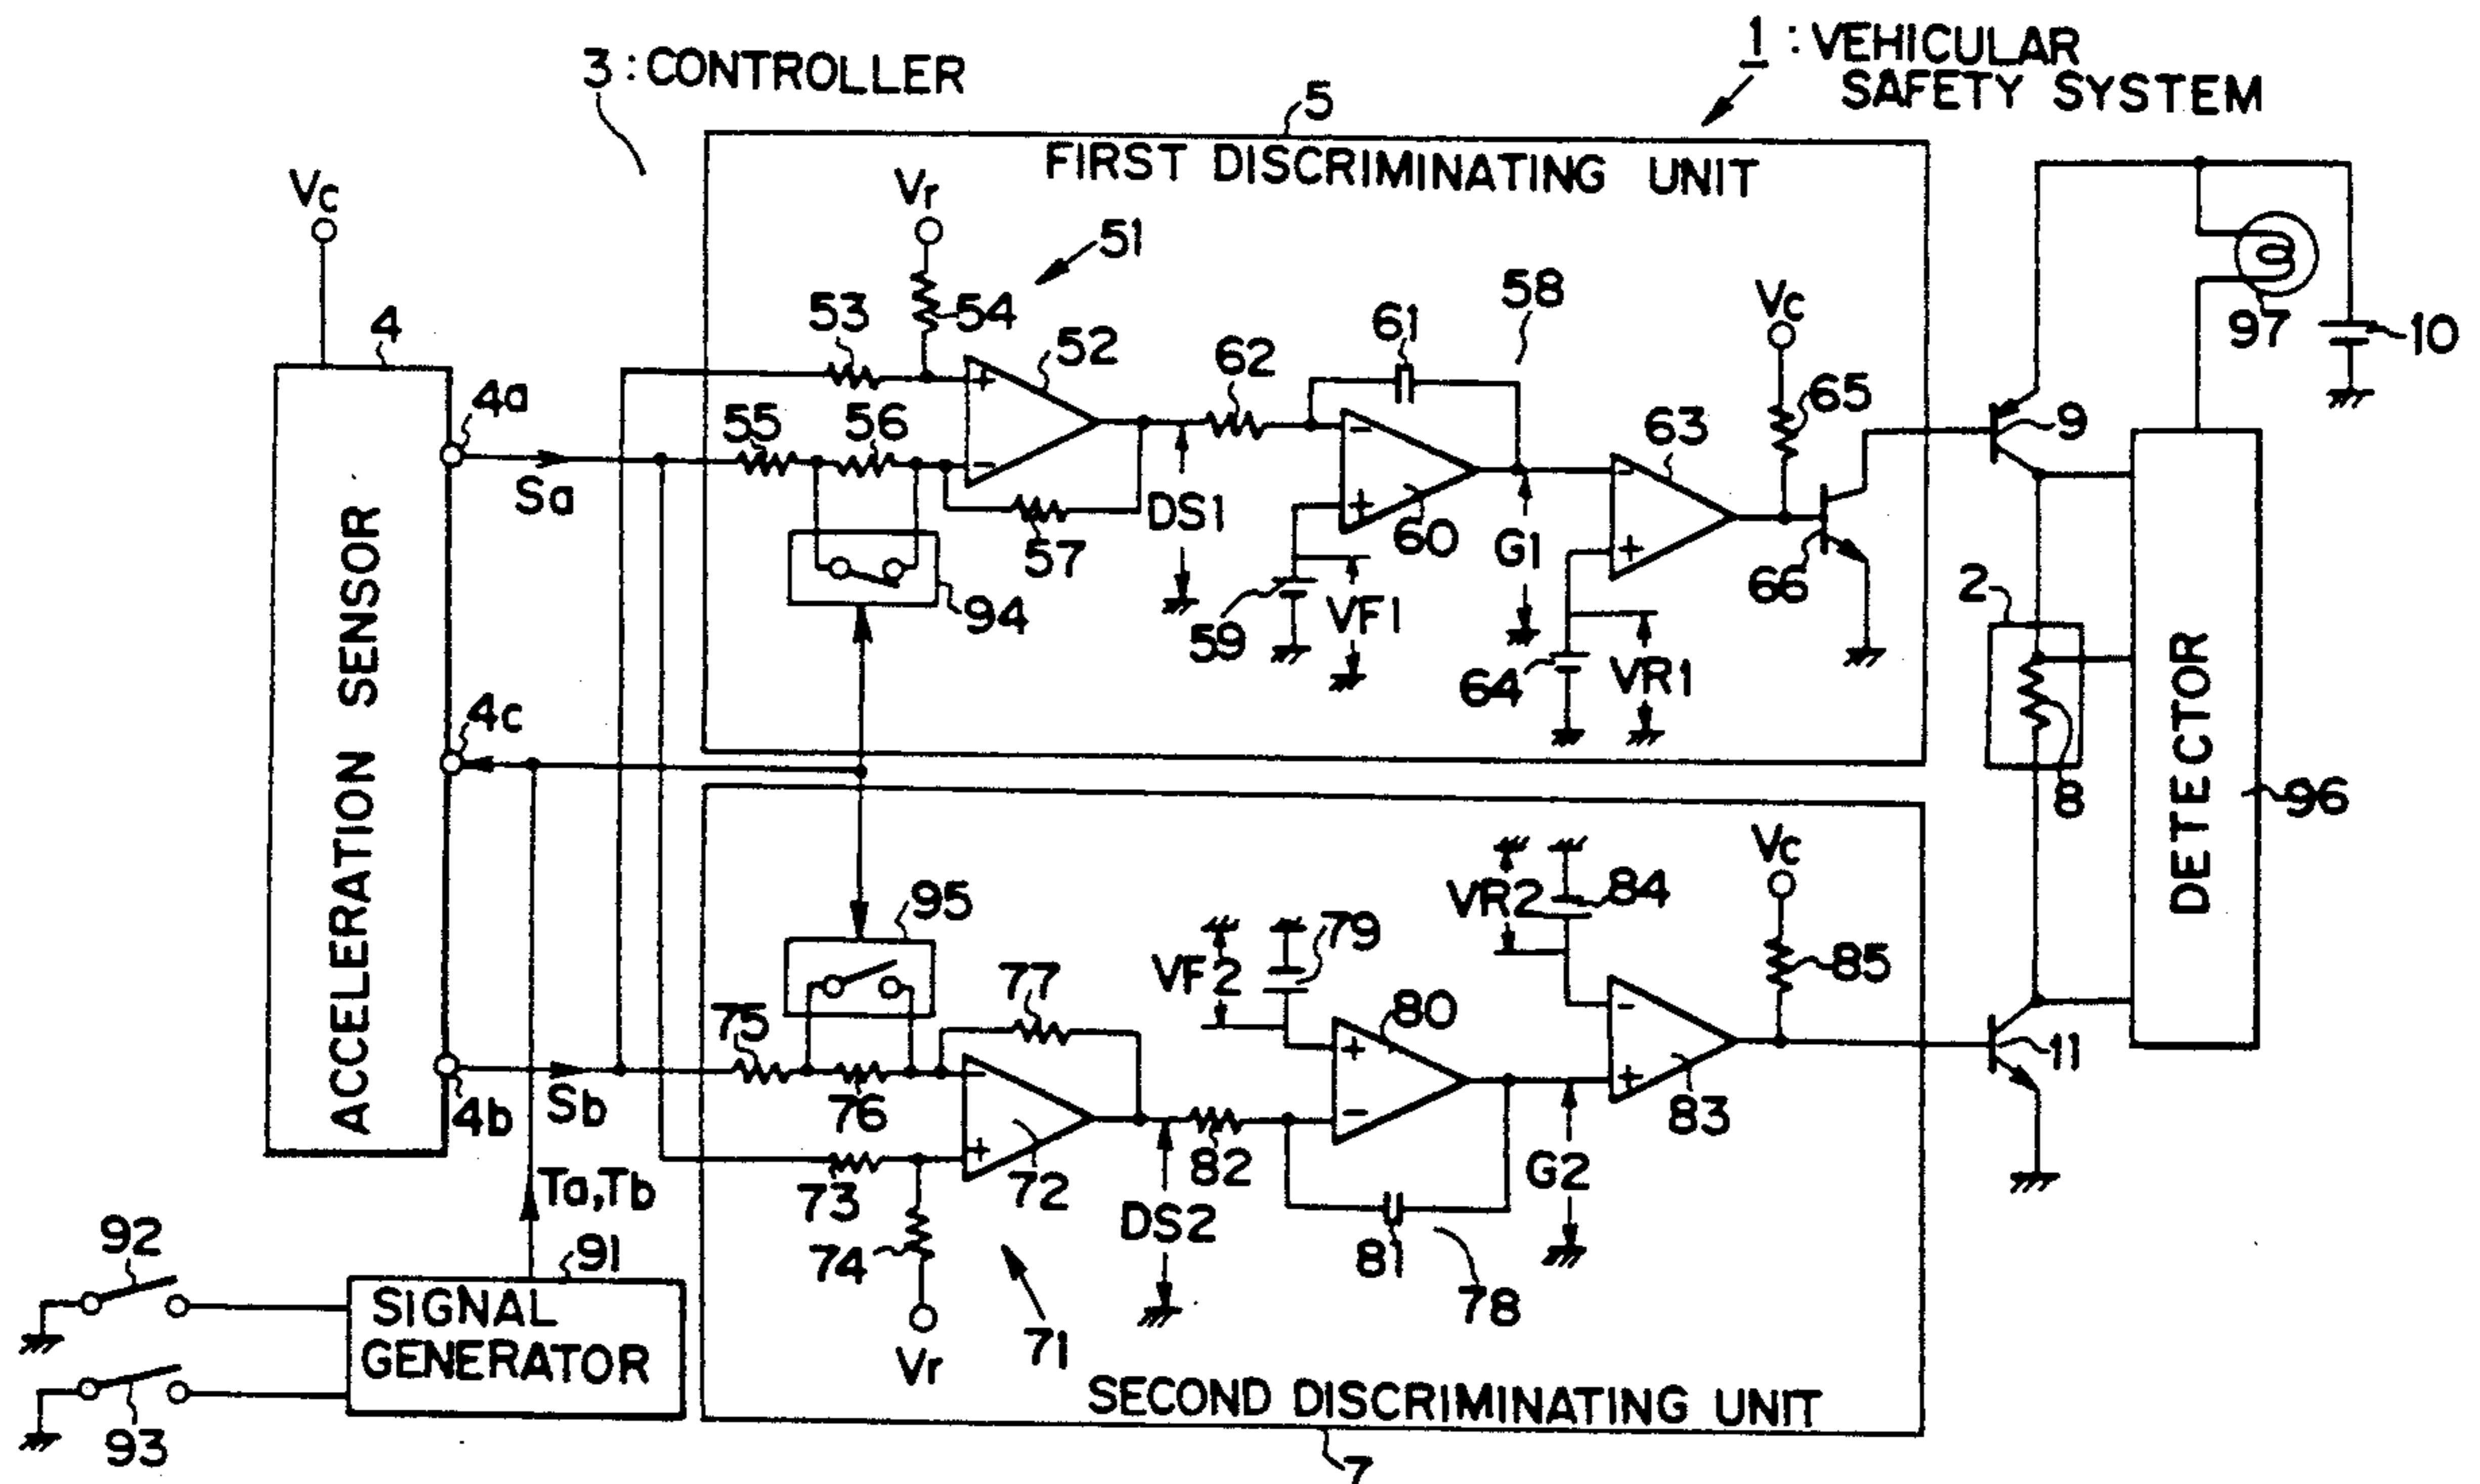 3 : CONTROLLER
1 : VEHICULAR
SAFETY SYSTEM
5
FIRST DISCRIMINATING UNIT
Vc
Vr
51
53
54
52
58
61
62
Vc
65
63
97
10
4
4a
55
56
9
Sa
DS1
57
60
G1
66
94
59
VF1
64
VR1
2
8
ACCELERATION SENSOR
4c
DETECTOR
96
95
VR2
84
Vc
VF2
79
85
75
77
80
11
4b
Sb
76
83
Ta,Tb
73
72
82
G2
74
DS2
81
78
92
91
SIGNAL
GENERATOR
71
Vr
93
SECOND DISCRIMINATING UNIT
7
+
-
-
+
-
+
+
-
-
+
-
+